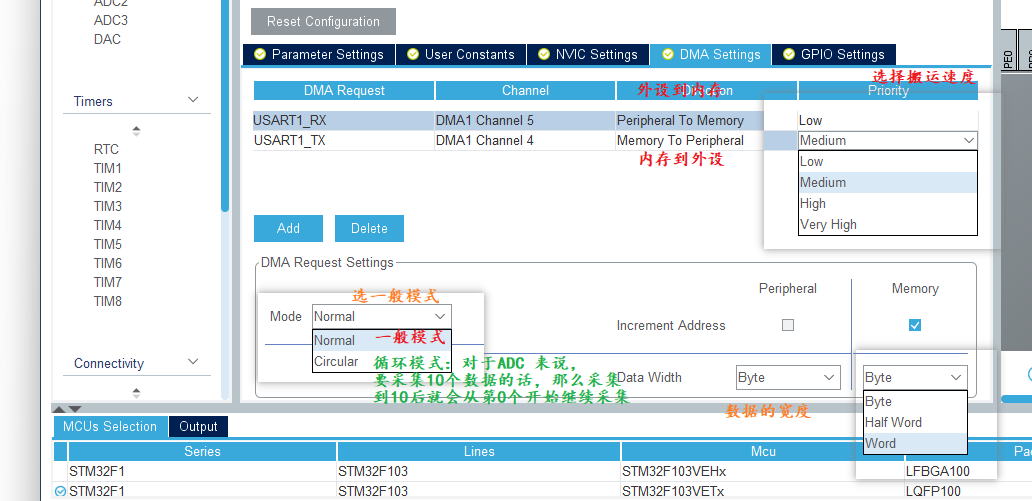 ADC2
ADC3
DAC
Timers
RTC
TIM1
TIM2
TIM3
TIM4
TIM5
TIM6
TIM7
TIM8
Connectivity
Reset Configuration
Parameter Settings
User Constants
NVIC Settings
DMA Settings
GPIO Settings
选择搬运速度
DMA Request
Channel
Direction
外设到内存
Priority
USART1_RX
DMA1 Channel 5
Peripheral To Memory
Low
USART1_TX
DMA1 Channel 4
Memory To Peripheral
Medium
内存到外设
Low
Medium
High
Very High
Add
Delete
DMA Request Settings
Peripheral
Memory
选一般模式
Mode
Normal
Increment Address
Normal
一般模式
Circular
循环模式：对于ADC 来说，
要采集10个数据的话，那么采集
到10后就会从第0个开始继续采集
Data Width
Byte
Byte
数据的宽度
Byte
Half Word
Word
MCUs Selection
Output
Series
Lines
Mcu
Pac
STM32F1
STM32F103
STM32F103VEHx
LFBGA100
STM32F1
STM32F103
STM32F103VETx
LQFP100
PE0